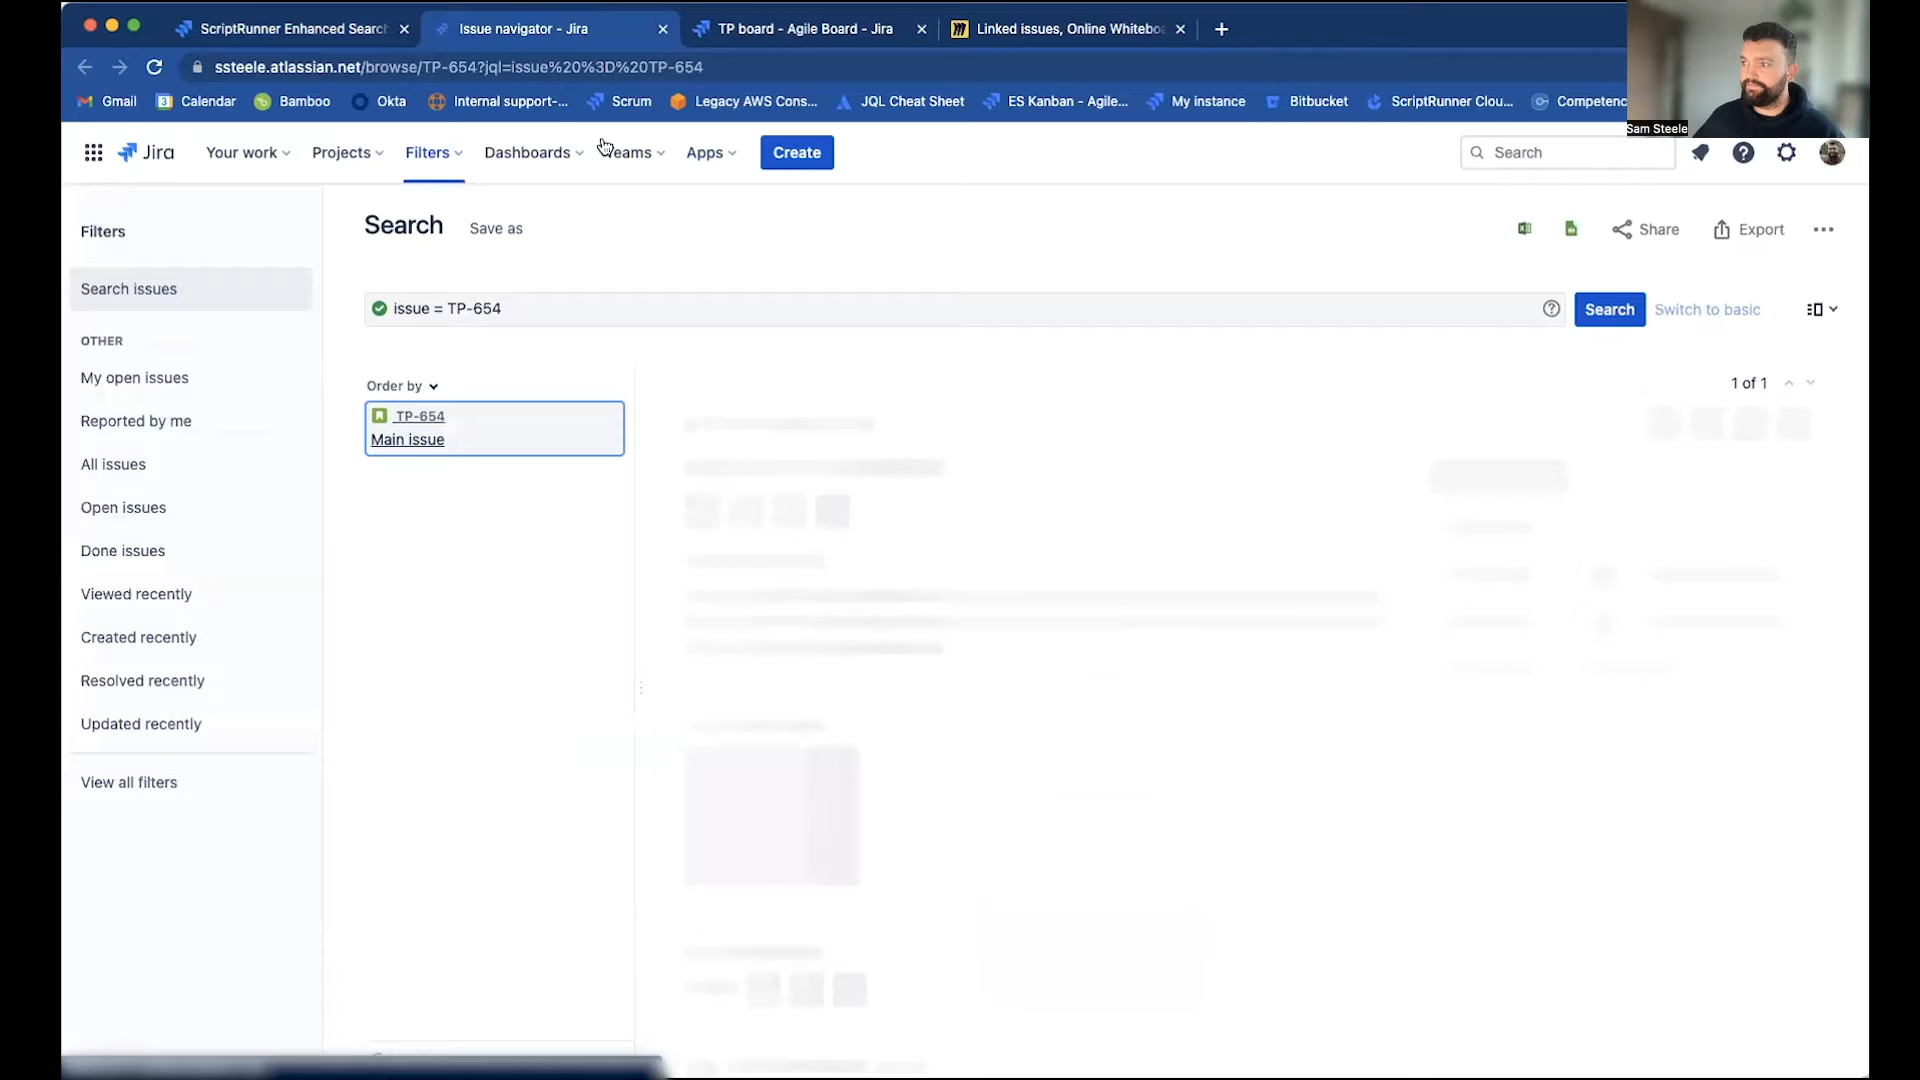 ScriptRunner Enhanced Search
Issue navigator - Jira
TP board - Agile Board - Jira
Linked issues, Online Whiteboa
ssteele.atlassian.net/browse/TP-654?jql=issue%20%3D%20TP-654
Gmail
Calendar
Bamboo
Okta
Internal support-...
Scrum
Legacy AWS Cons...
JQL Cheat Sheet
ES Kanban - Agile...
My instance
Bitbucket
ScriptRunner Clou...
Competenc
Sam Steele
Jira
Your work
Projects
Filters
Dashboards
Teams
Apps
Create
Search
Filters
Search
Save as
Share
Export
Search issues
issue = TP-654
Search
Switch to basic
OTHER
My open issues
Reported by me
All issues
Open issues
Done issues
Viewed recently
Created recently
Resolved recently
Updated recently
View all filters
Order by
TP-654
Main issue
1 of 1